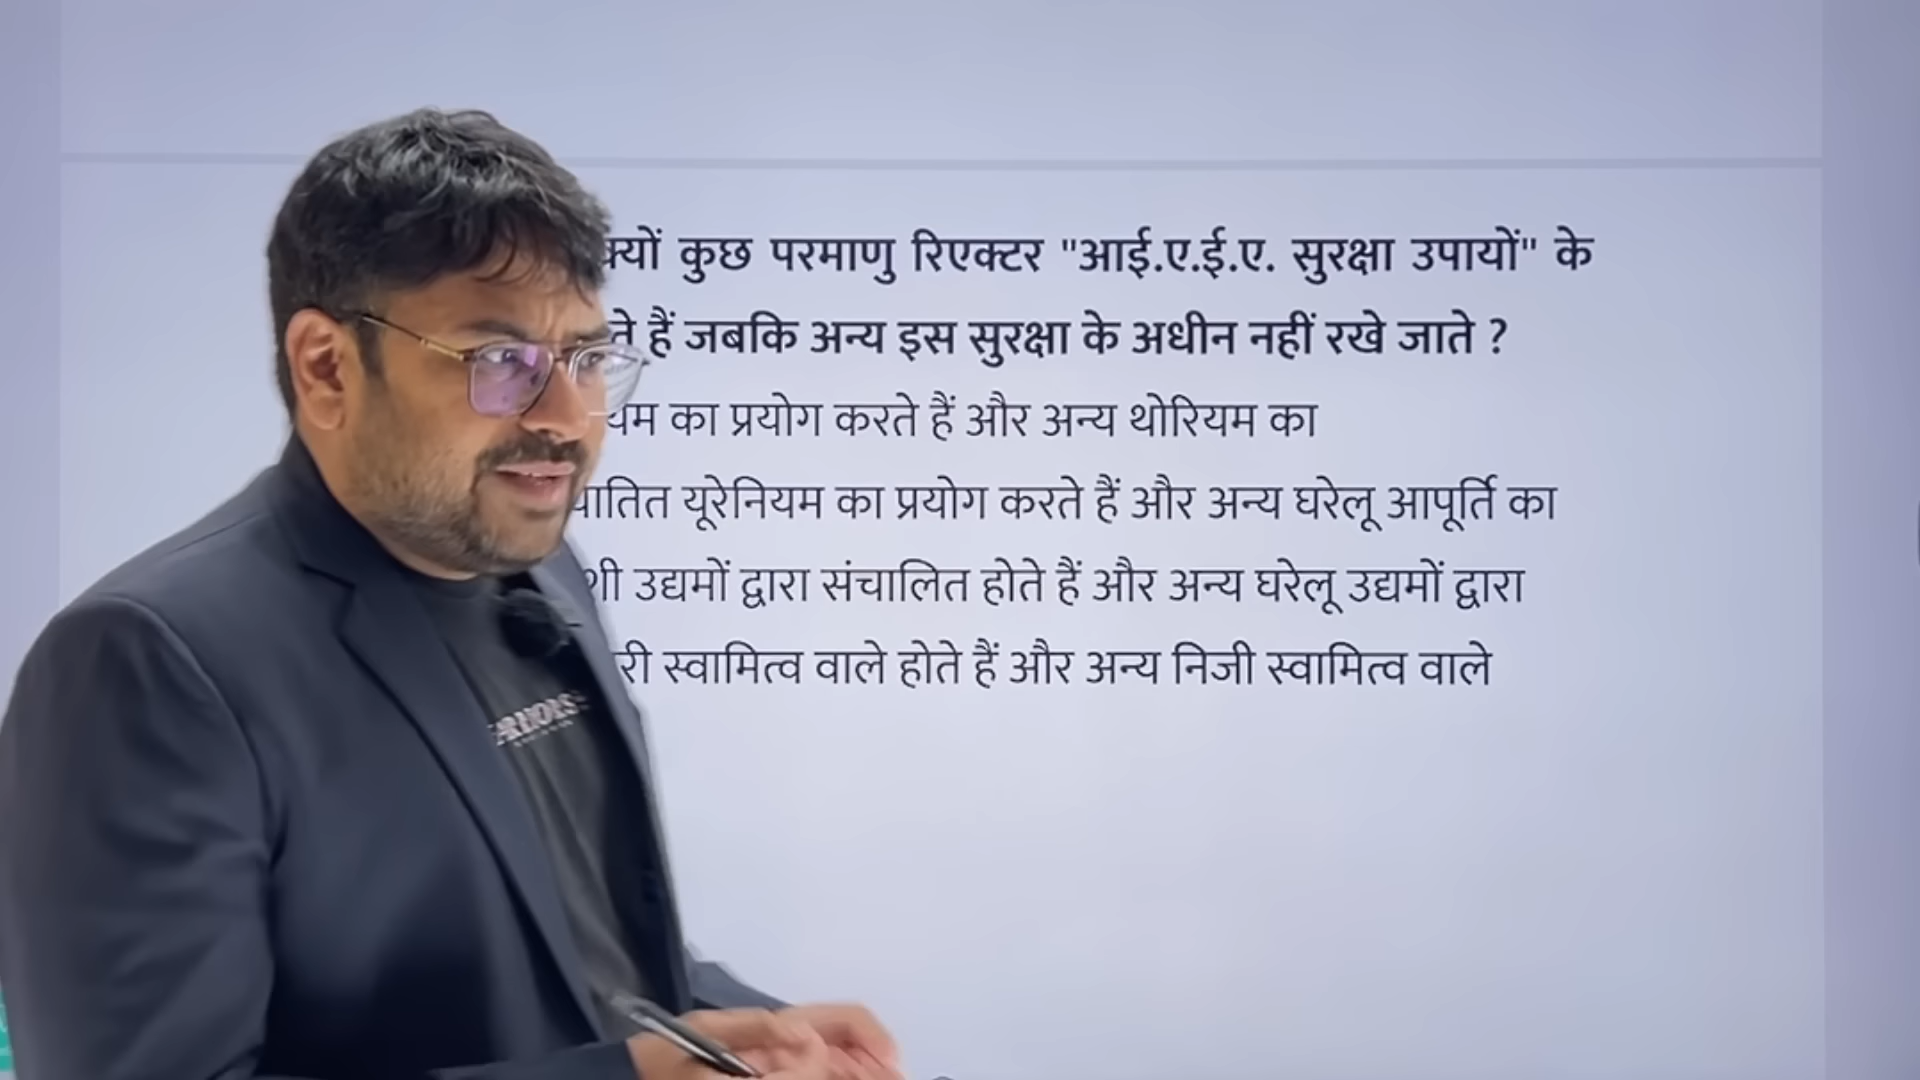 क्यों कुछ परमाणु रिएक्टर "आई.ए.ई.ए. सुरक्षा उपायों" के
हैं जबकि अन्य इस सुरक्षा के अधीन नहीं रखे जाते ?
का प्रयोग करते हैं और अन्य थोरियम का
यूरेनियम का प्रयोग करते हैं और अन्य घरेलू आपूर्ति का
उद्यमों द्वारा संचालित होते हैं और अन्य घरेलू उद्यमों द्वारा
स्वामित्व वाले होते हैं और अन्य निजी स्वामित्व वाले